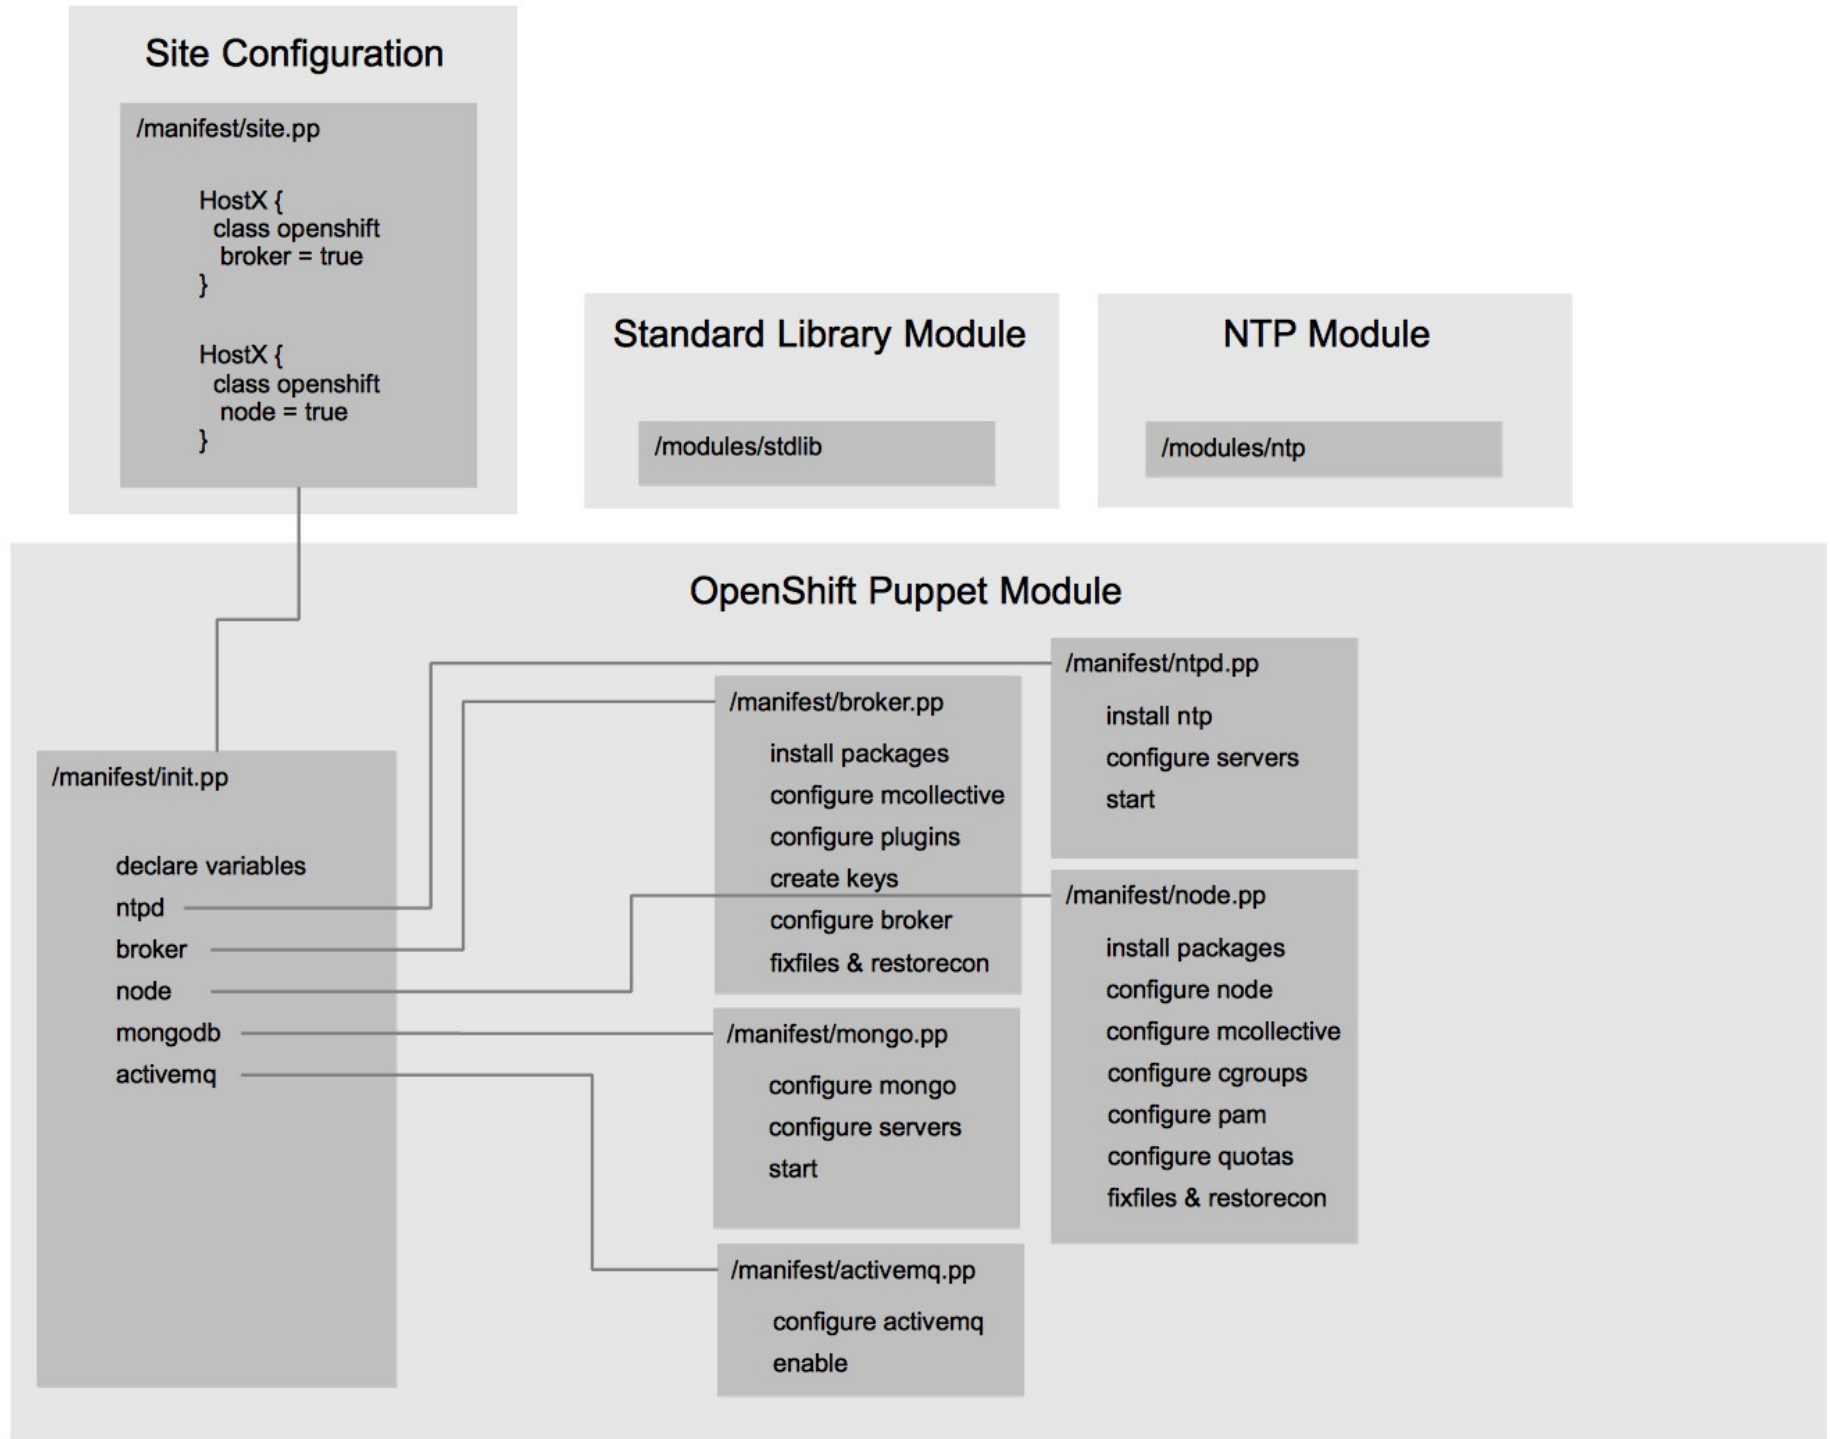 Site Configuration
/manifest/site.pp
HostX {
class openshift
broker = true
}
HostX {
class openshift
node = true
}
Standard Library Module
/modules/stdlib
NTP Module
/modules/ntp
OpenShift Puppet Module
/manifest/init.pp
declare variables
ntpd
broker
node
mongodb
activemq
/manifest/broker.pp
install packages
configure mcollective
configure plugins
create keys
configure broker
fixfiles & restorecon
/manifest/mongo.pp
configure mongo
configure servers
start
/manifest/activemq.pp
configure activemq
enable
/manifest/ntpd.pp
install ntp
configure servers
start
/manifest/node.pp
install packages
configure node
configure mcollective
configure cgroups
configure pam
configure quotas
fixfiles & restorecon